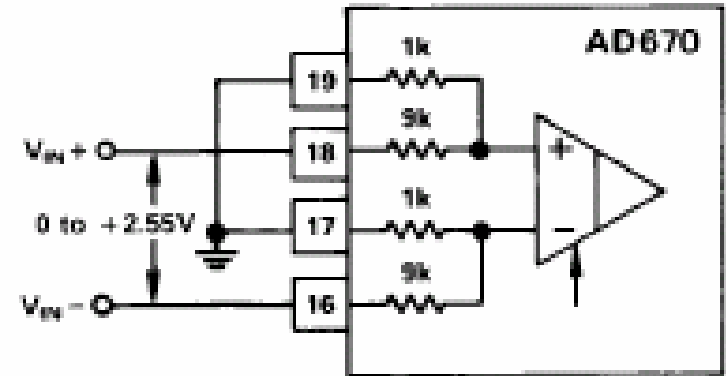 AD670
1k
19
9k
VIN + 18 +
1k
0 to +2.55V 17 −
9k
VIN − 16